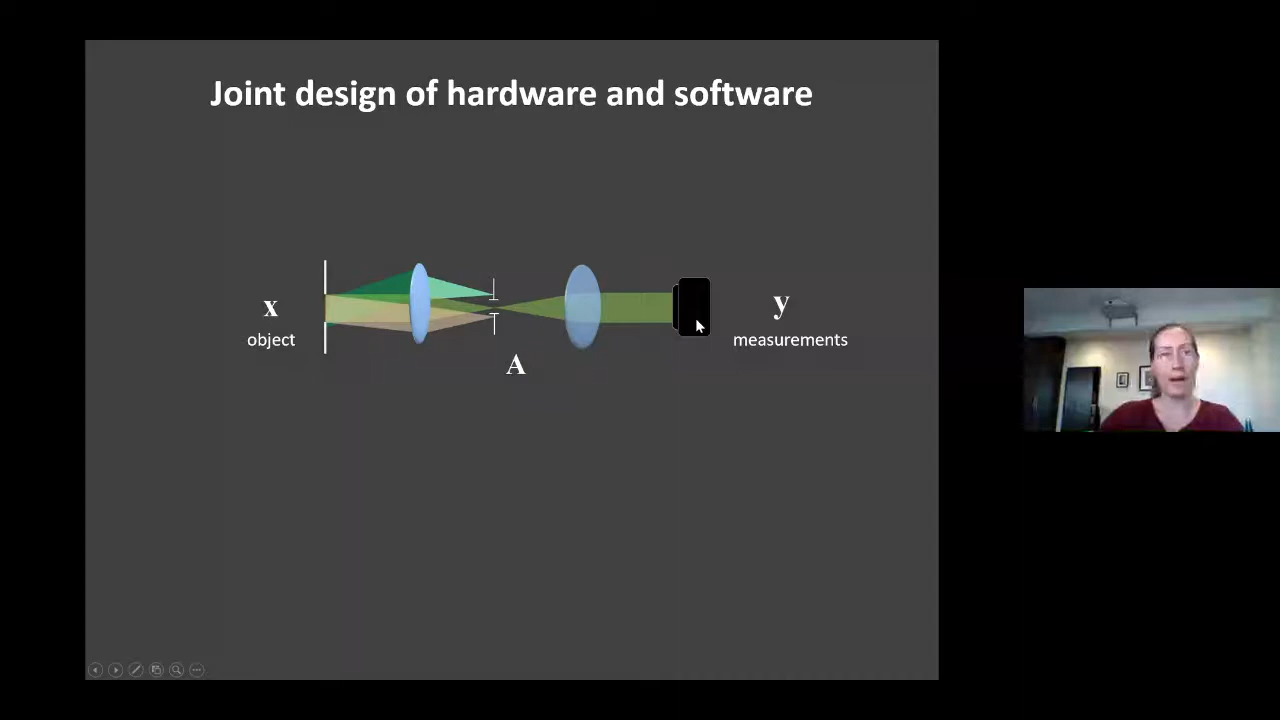 Joint design of hardware and software
x
object
A
y
measurements